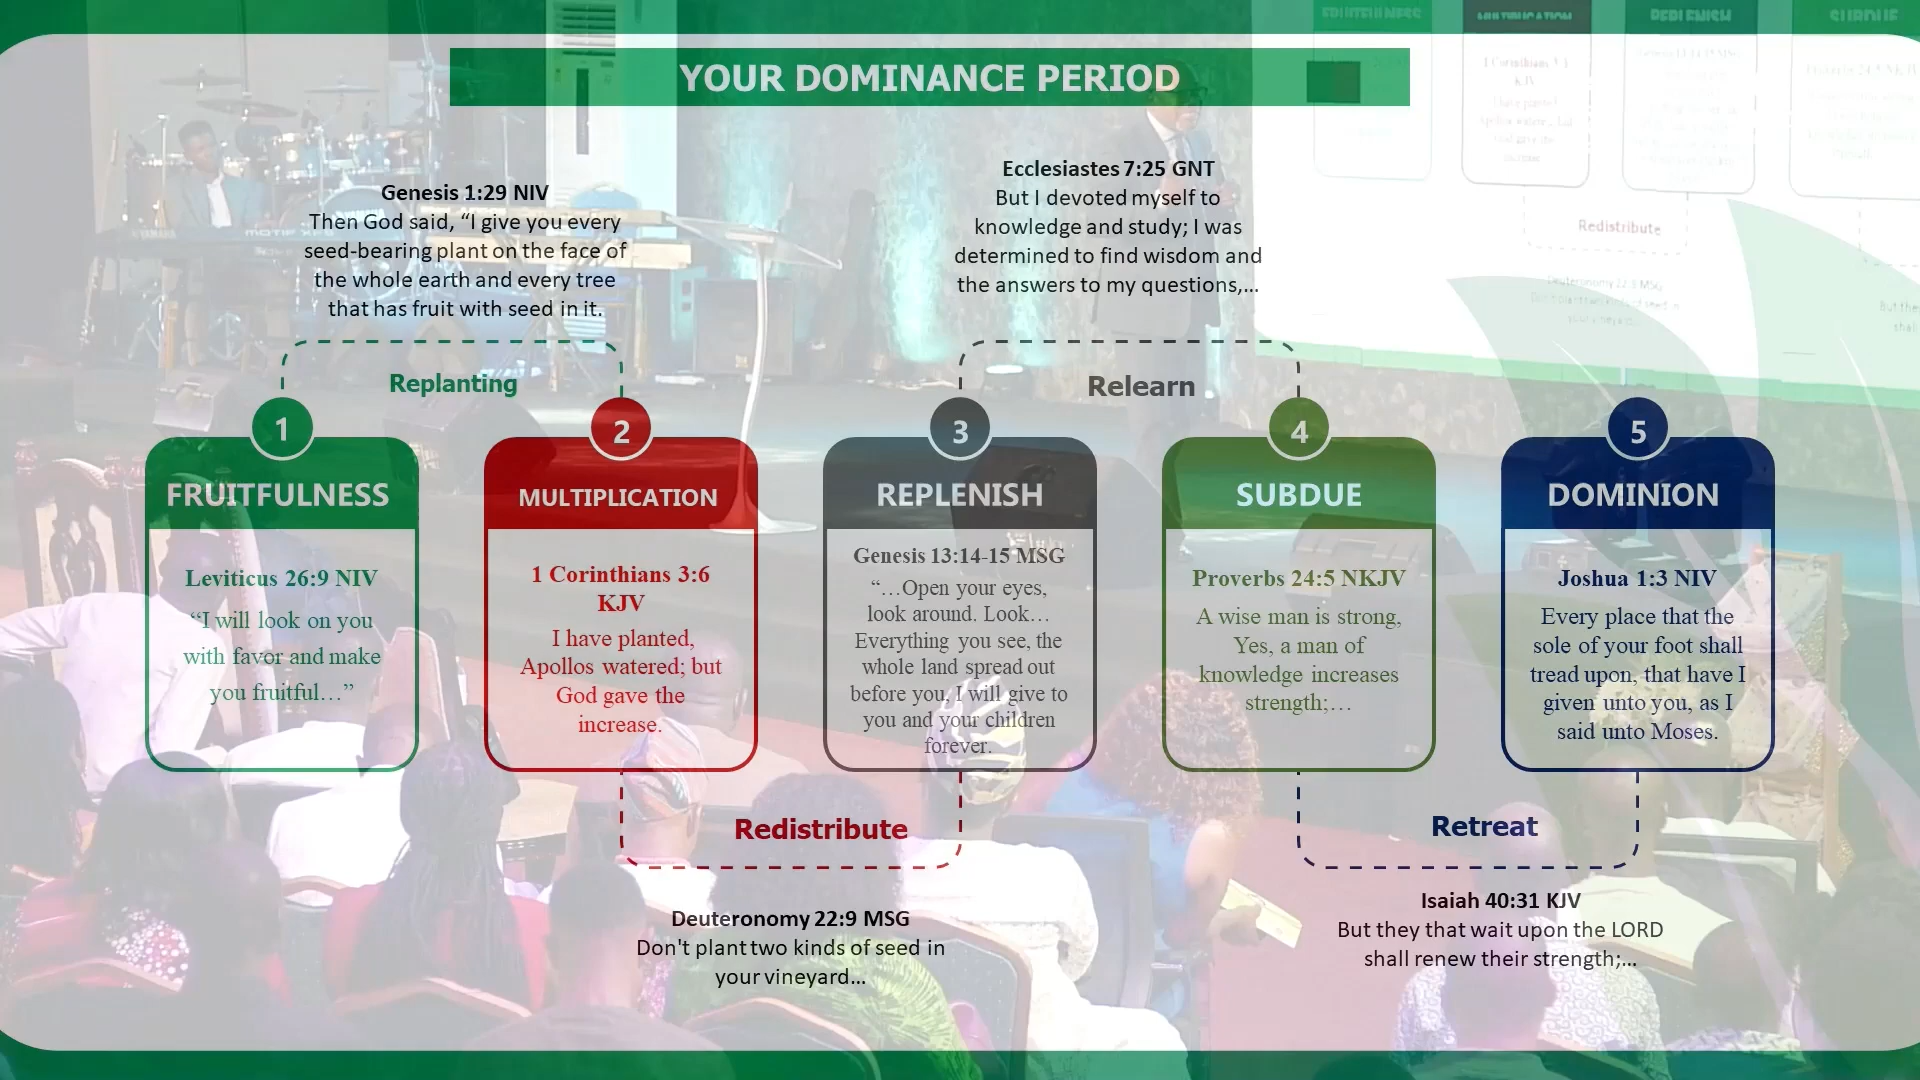 YOUR DOMINANCE PERIOD
Genesis 1:29 NIV
Then God said, “I give you every
seed-bearing plant on the face of
the whole earth and every tree
that has fruit with seed in it.
Ecclesiastes 7:25 GNT
But I devoted myself to
knowledge and study; I was
determined to find wisdom and
the answers to my questions,...
Replanting
Relearn
1
FRUITFULNESS
Leviticus 26:9 NIV
“I will look on you
with favor and make
you fruitful…”
2
MULTIPLICATION
1 Corinthians 3:6
KJV
I have planted,
Apollos watered; but
God gave the
increase.
3
REPLENISH
Genesis 13:14-15 MSG
“…Open your eyes,
look around. Look…
Everything you see, the
whole land spread out
before you, I will give to
you and your children
forever.
4
SUBDUE
Proverbs 24:5 NKJV
A wise man is strong,
Yes, a man of
knowledge increases
strength;…
5
DOMINION
Joshua 1:3 NIV
Every place that the
sole of your foot shall
tread upon, that have I
given unto you, as I
said unto Moses.
Redistribute
Retreat
Deuteronomy 22:9 MSG
Don't plant two kinds of seed in
your vineyard…
Isaiah 40:31 KJV
But they that wait upon the LORD
shall renew their strength;…
FRUITFULNESS
MULTIPLICATION
REPLENISH
SUBDUE
Redistribute